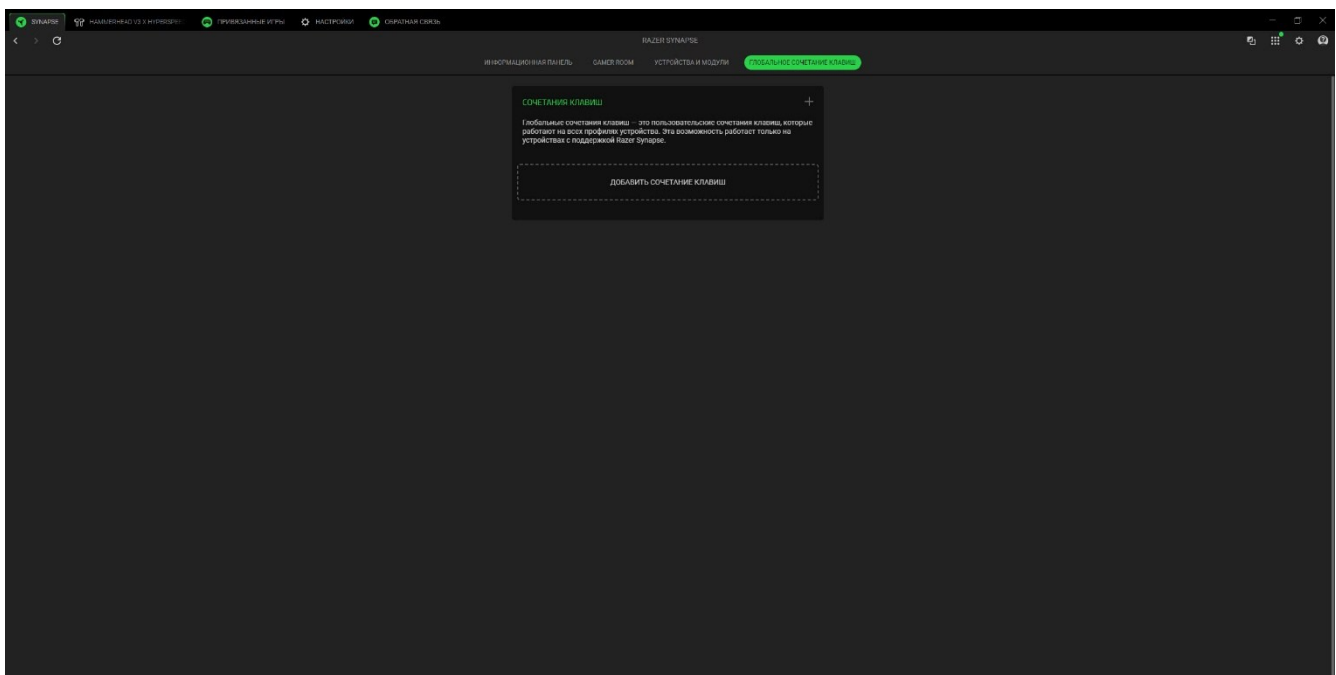 SYNAPSE HAMMERHEAD V3 X HYPERSPEE ПРИВЯЗАННЫЕ ИГРЫ НАСТРОЙКИ ОБРАТНАЯ СВЯЗЬ
RAZER SYNAPSE
ИНФОРМАЦИОННАЯ ПАНЕЛЬ GAMER ROOM УСТРОЙСТВА И МОДУЛИ ГЛОБАЛЬНОЕ СОЧЕТАНИЕ КЛАВИШ
СОЧЕТАНИЯ КЛАВИШ
Глобальные сочетания клавиш – это пользовательские сочетания клавиш, которые
работают на всех профилях устройства. Эта возможность работает только на
устройствах с поддержкой Razer Synapse.
ДОБАВИТЬ СОЧЕТАНИЕ КЛАВИШ